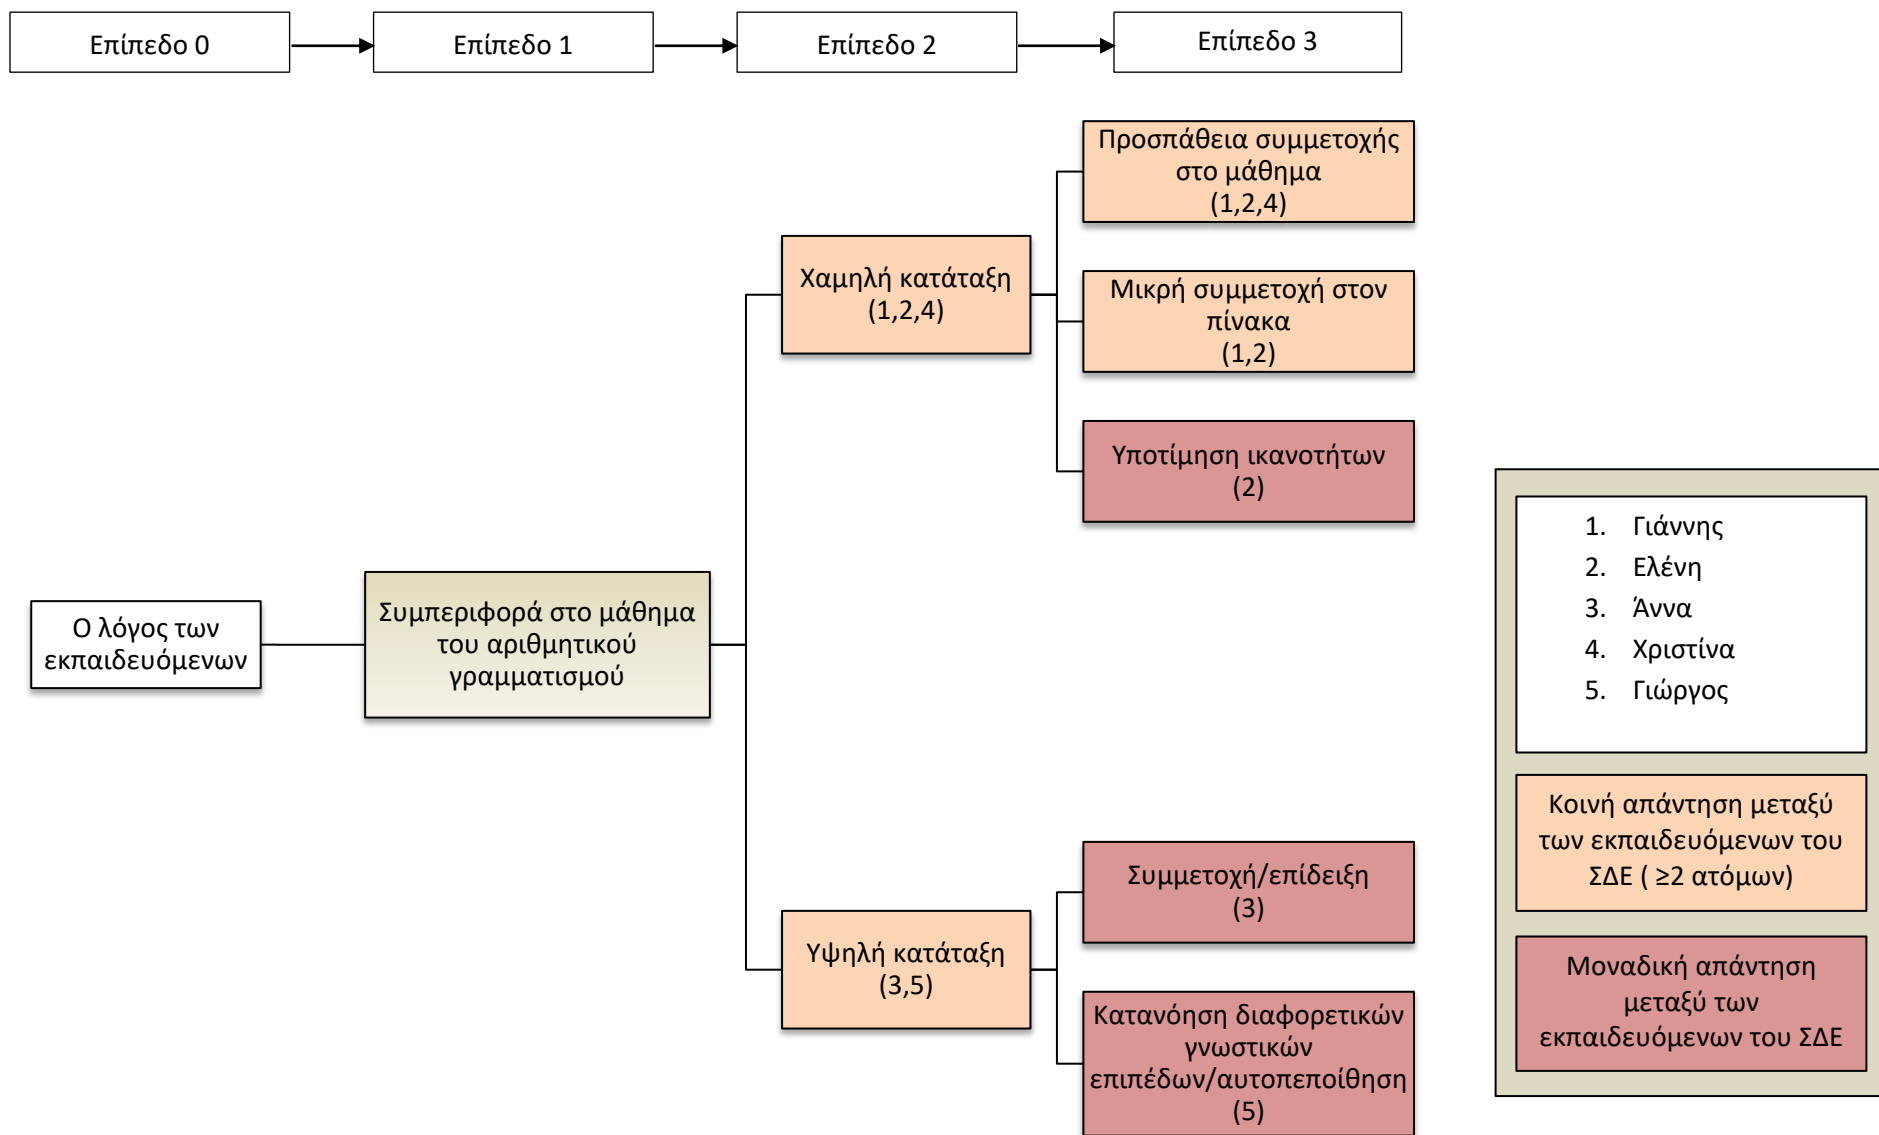 Επίπεδο 0
Επίπεδο 1
Επίπεδο 2
Επίπεδο 3
Ο λόγος των
εκπαιδευόμενων
Συμπεριφορά στο μάθημα
του αριθμητικού
γραμματισμού
Χαμηλή κατάταξη
(1,2,4)
Προσπάθεια συμμετοχής
στο μάθημα
(1,2,4)
Μικρή συμμετοχή στον
πίνακα
(1,2)
Υποτίμηση ικανοτήτων
(2)
Υψηλή κατάταξη
(3,5)
Συμμετοχή/επίδειξη
(3)
Κατανόηση διαφορετικών
γνωστικών
επιπέδων/αυτοπεποίθηση
(5)
1. Γιάννης
2. Ελένη
3. Άννα
4. Χριστίνα
5. Γιώργος
Κοινή απάντηση μεταξύ
των εκπαιδευόμενων του
ΣΔΕ ( ≥2 ατόμων)
Μοναδική απάντηση
μεταξύ των
εκπαιδευόμενων του ΣΔΕ